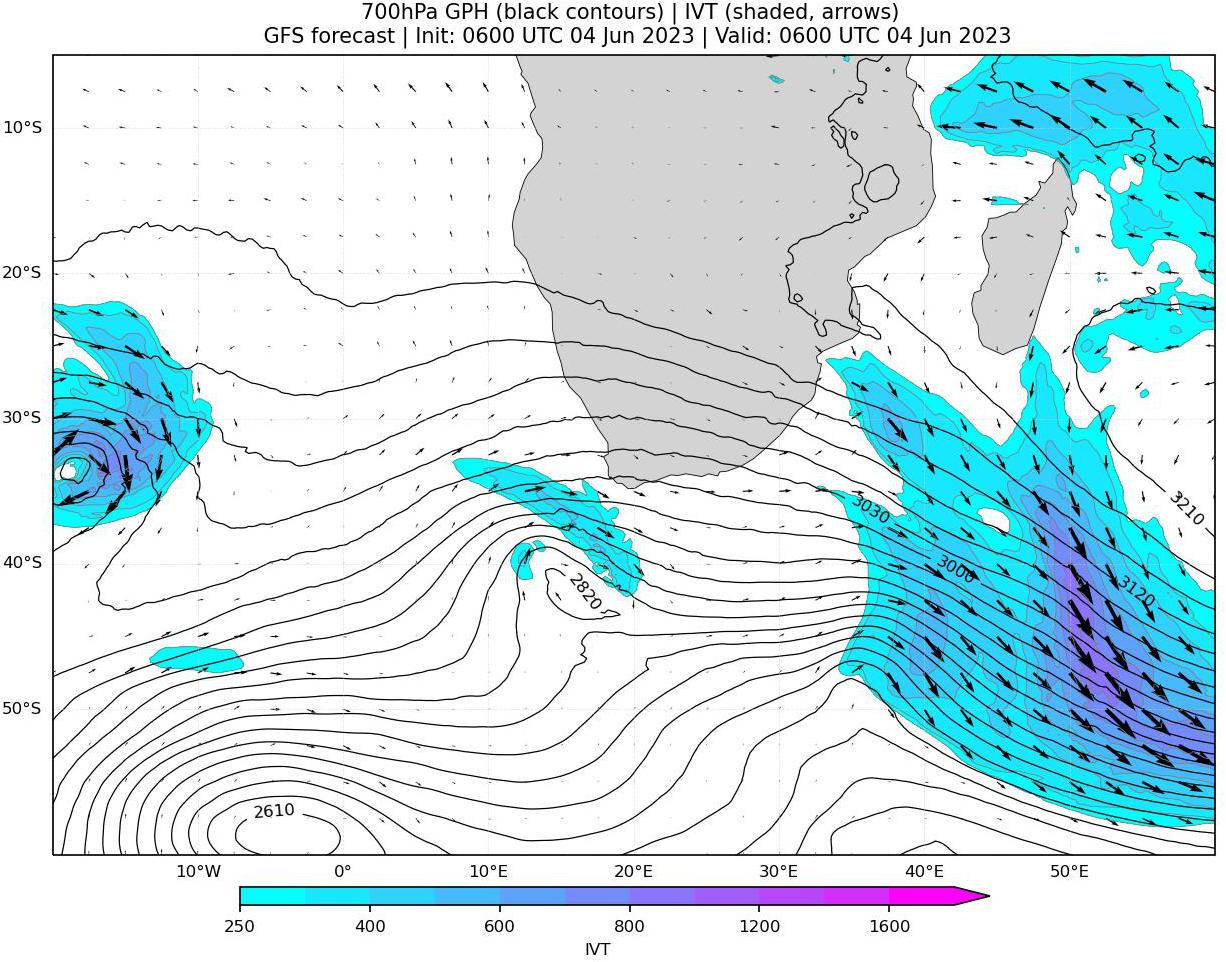 700hPa GPH (black contours) | IVT (shaded, arrows)
GFS forecast | Init: 0600 UTC 04 Jun 2023 | Valid: 0600 UTC 04 Jun 2023
10°S
20°S
30°S
40°S
50°S
3210
3030
3000
3120
2820
2610
10°W 0° 10°E 20°E 30°E 40°E 50°E
250 400 600 800 1200 1600
IVT